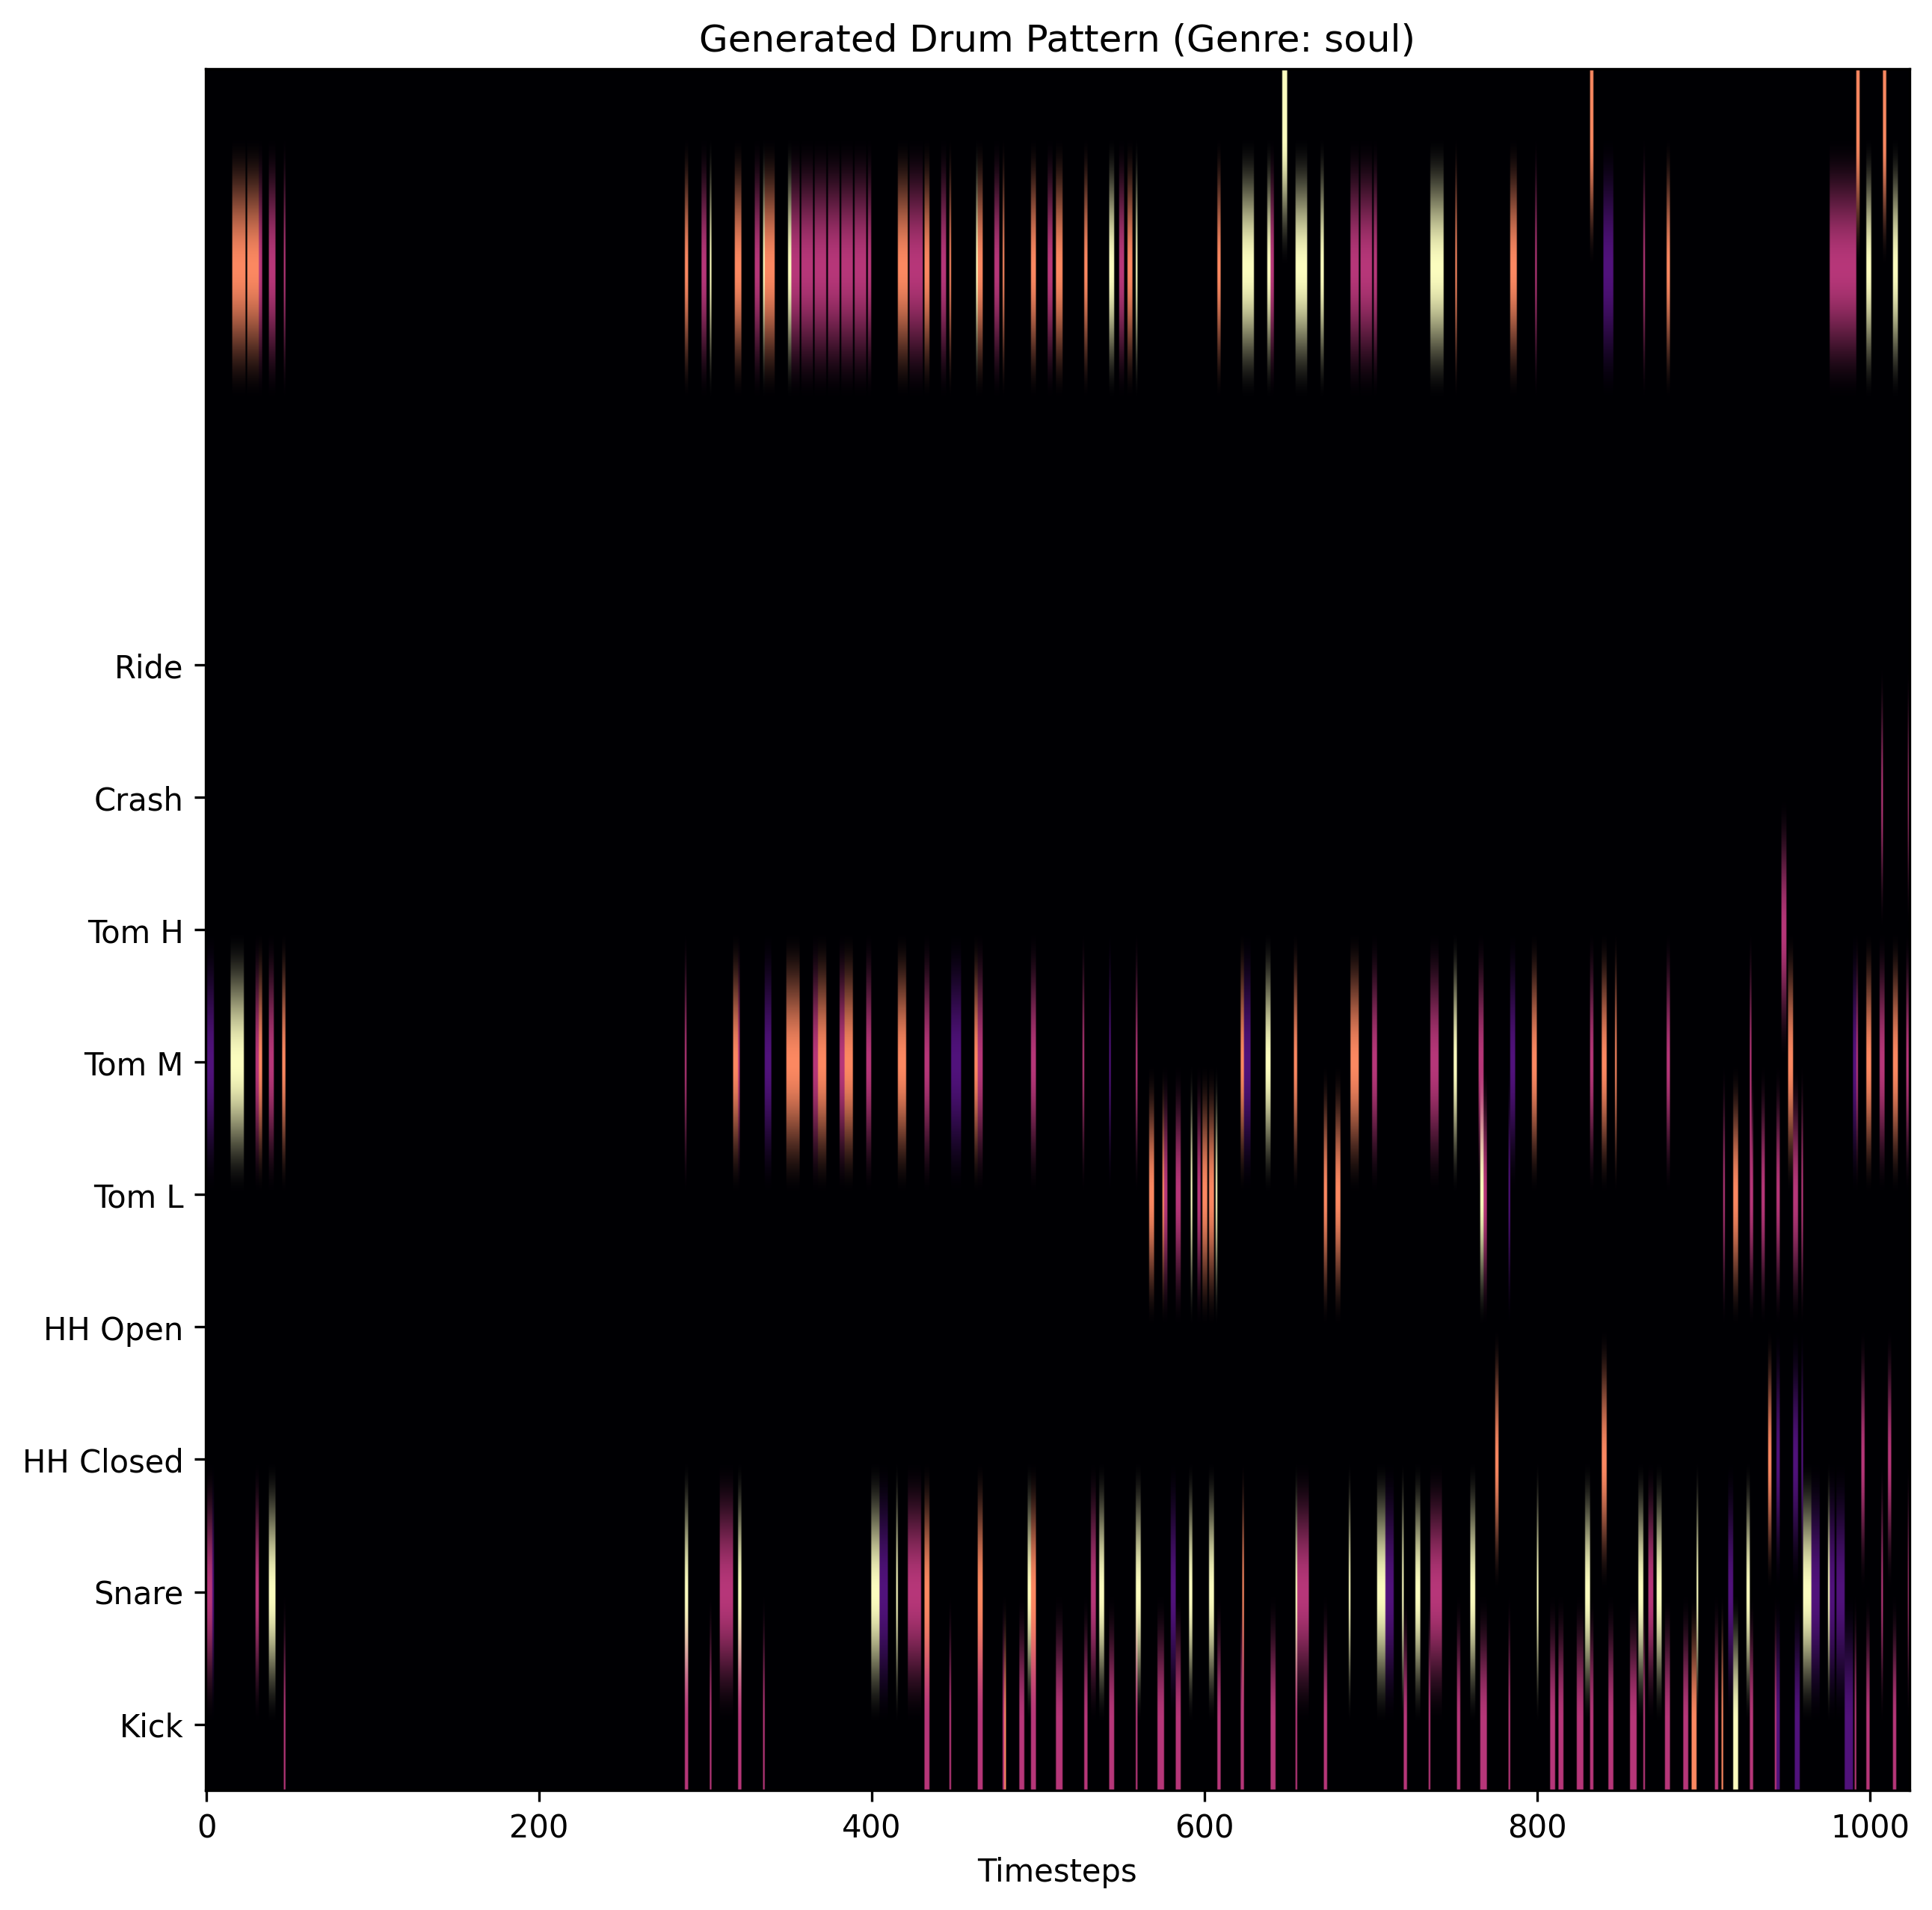 Generated Drum Pattern (Genre: soul)
Ride
Crash
Tom H
Tom M
Tom L
HH Open
HH Closed
Snare
Kick
0 200 400 600 800 1000
Timesteps